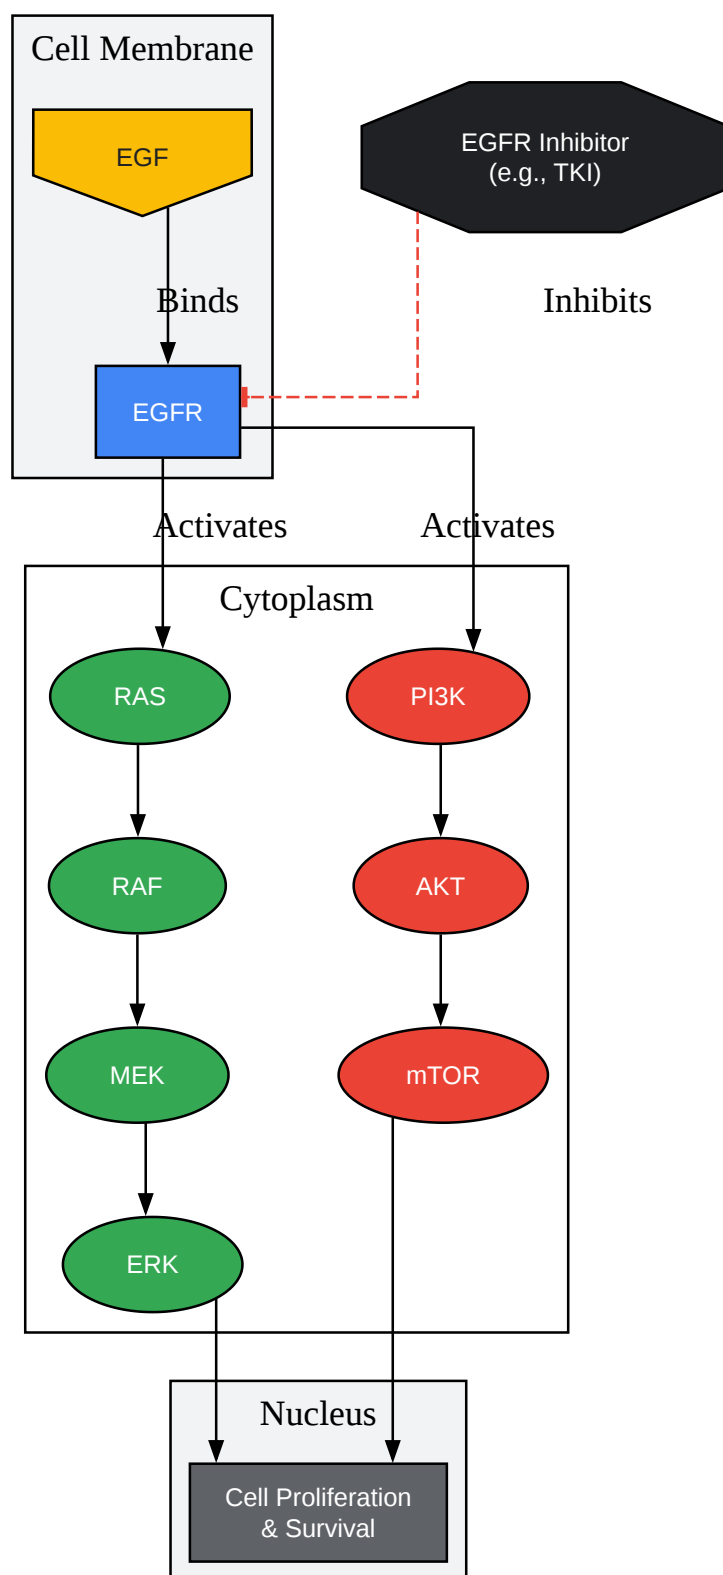 Cell Membrane
EGF
EGFR Inhibitor
(e.g., TKI)
Binds
Inhibits
EGFR
Activates
Activates
Cytoplasm
RAS
PI3K
RAF
AKT
MEK
mTOR
ERK
Nucleus
Cell Proliferation
& Survival